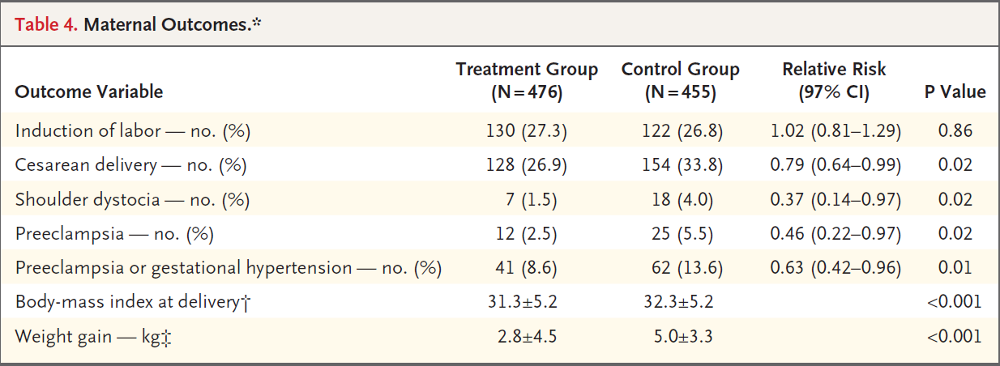 Table 4. Maternal Outcomes.*
Outcome Variable Treatment Group (N=476) Control Group (N=455) Relative Risk (97% CI) P Value
Induction of labor — no. (%) 130 (27.3) 122 (26.8) 1.02 (0.81–1.29) 0.86
Cesarean delivery — no. (%) 128 (26.9) 154 (33.8) 0.79 (0.64–0.99) 0.02
Shoulder dystocia — no. (%) 7 (1.5) 18 (4.0) 0.37 (0.14–0.97) 0.02
Preeclampsia — no. (%) 12 (2.5) 25 (5.5) 0.46 (0.22–0.97) 0.02
Preeclampsia or gestational hypertension — no. (%) 41 (8.6) 62 (13.6) 0.63 (0.42–0.96) 0.01
Body-mass index at delivery† 31.3±5.2 32.3±5.2 <0.001
Weight gain — kg‡ 2.8±4.5 5.0±3.3 <0.001